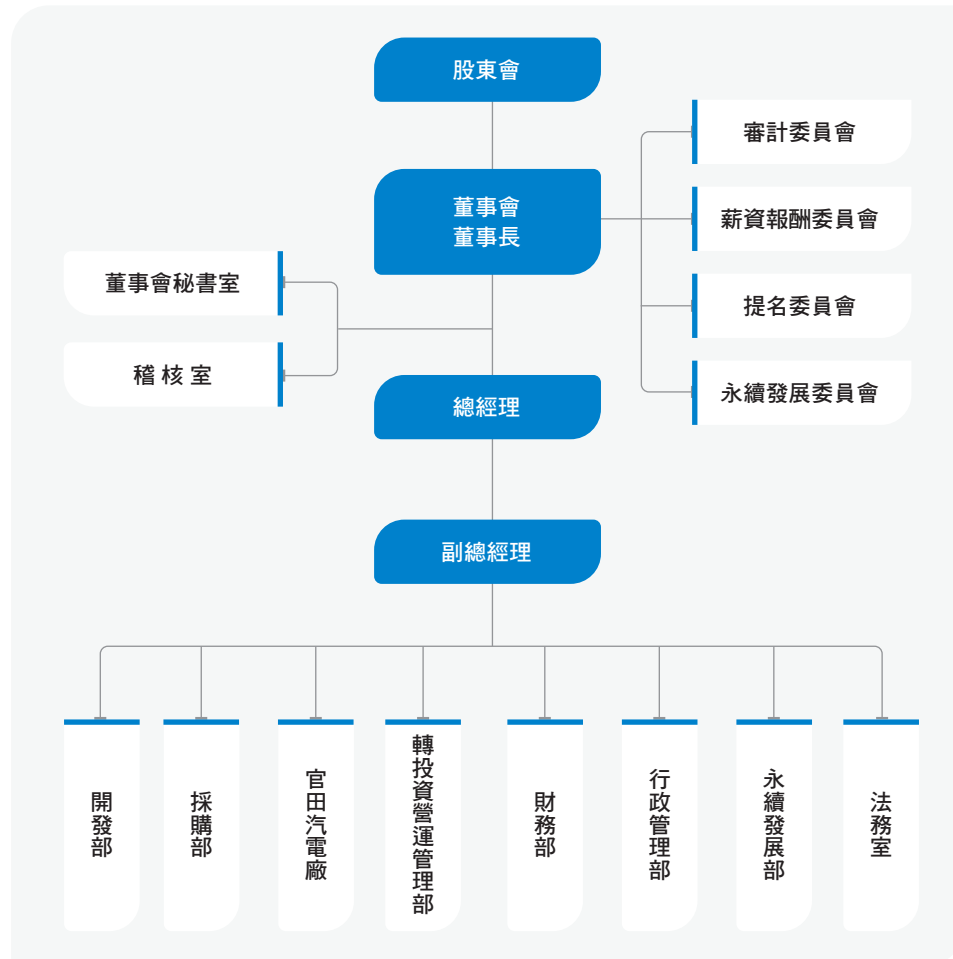 股東會
董事會
董事長
審計委員會
薪資報酬委員會
提名委員會
永續發展委員會
董事會秘書室
稽核室
總經理
副總經理
開發部
採購部
官田汽電廠
轉投資營運管理部
財務部
行政管理部
永續發展部
法務室